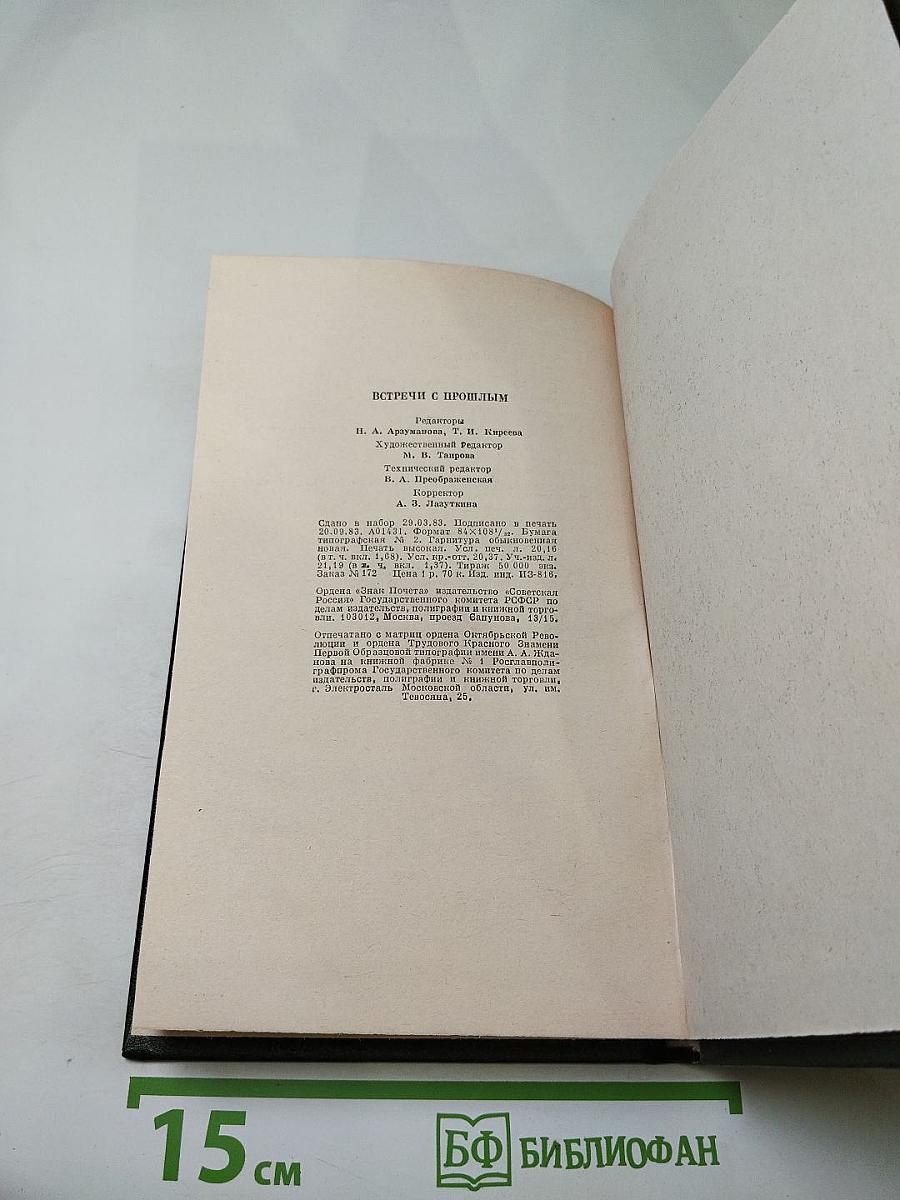 ВСТРЕЧИ С ПРОШЛЫМ
Редакторы
Н. А. Арзуманова, Т. И. Киреева
Художественный Редактор
М. В. Таирова
Технический редактор
В. А. Преображенская
Корректор
А. З. Лазуткина
Сдано в набор 29.03.83. Подписано в печать
20.09.83. А01431. Формат 84×108¹/₃₂. Бумага
типографская № 2. Гарнитура обыкновенная
новая. Печать высокая. Усл. печ. л. 20,16
(в т. ч. вкл. 1,68). Усл. кр.-отт. 20,37. Уч.-изд. л.
21,19 (в т. ч. вкл. 1,37). Тираж 50 000 экз.
Заказ № 172 Цена 1 р. 70 к. Изд. инд. ПЗ-816.
Ордена «Знак Почета» издательство «Советская
Россия» Государственного комитета РСФСР по
делам издательств, полиграфии и книжной торго-
вли. 103012, Москва, проезд Сапунова, 13/15.
Отпечатано с матриц ордена Октябрьской Рево-
люции и ордена Трудового Красного Знамени
Первой Образцовой типографии имени А. А. Жда-
нова на книжной фабрике № 1 Росглавполи-
графпрома Государственного комитета по делам
издательств, полиграфии и книжной торговли,
г. Электросталь Московской области, ул. им.
Тевосяна, 25.
15 см
БФ БИБЛИОФАН